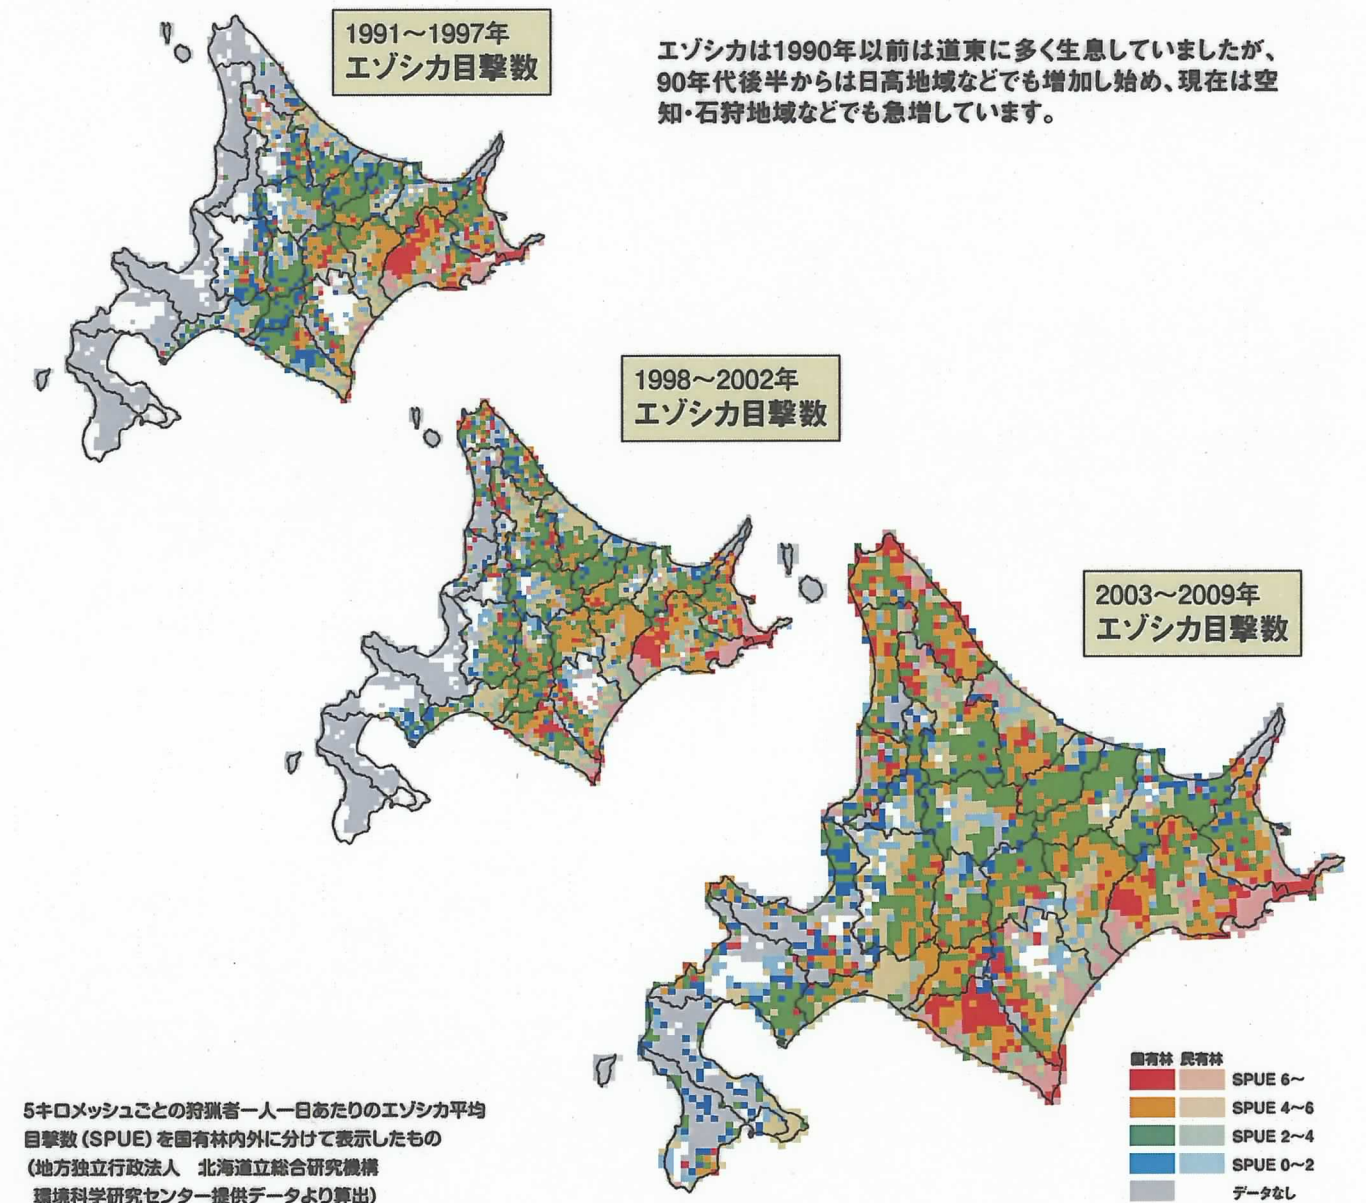 1991～1997年
エゾシカ目撃数
エゾシカは1990年以前は道東に多く生息していましたが、
90年代後半からは日高地域などでも増加し始め、現在は空
知・石狩地域などでも急増しています。
1998～2002年
エゾシカ目撃数
2003～2009年
エゾシカ目撃数
国有林 民有林
SPUE 6～
SPUE 4～6
SPUE 2～4
SPUE 0～2
データなし
5キロメッシュごとの狩猟者一人一日あたりのエゾシカ平均
目撃数（SPUE）を国有林内外に分けて表示したもの
（地方独立行政法人　北海道立総合研究機構
環境科学研究センター提供データより算出）